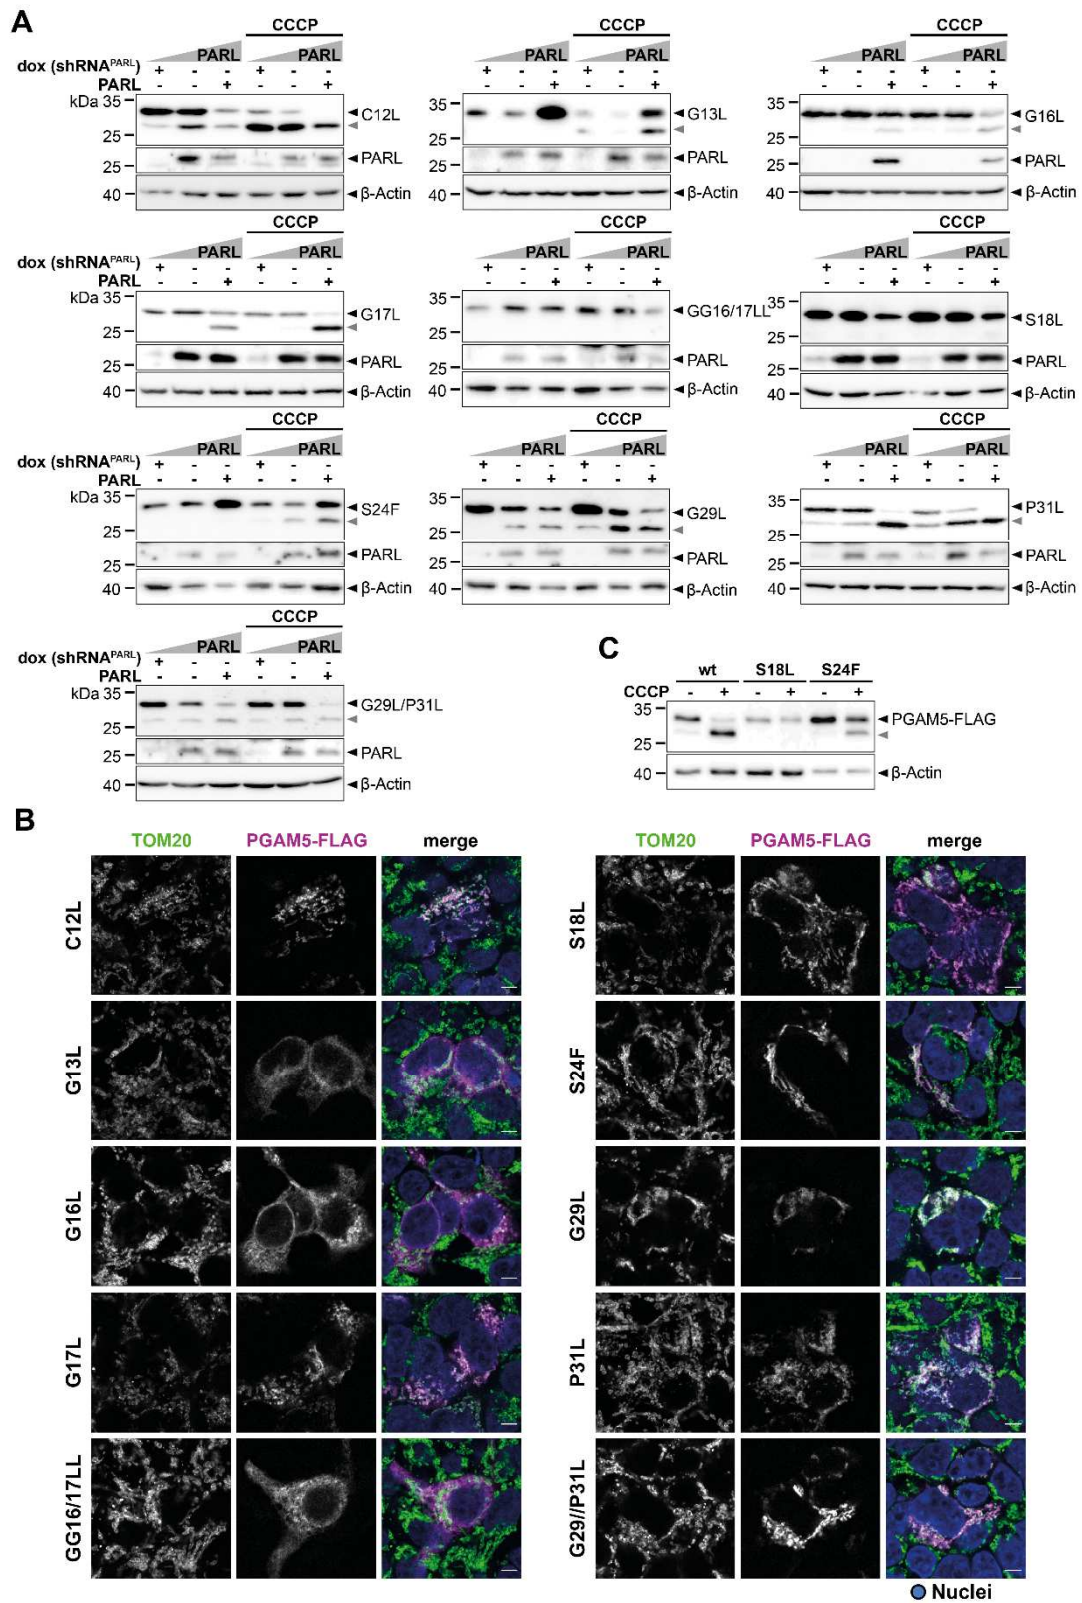 A
CCCP
CCCP
CCCP
PARL
PARL
PARL
PARL
PARL
PARL
dox (shRNA^PARL) + - - + - -
+ - - + - -
+ - - + - -
PARL + +
+ +
+ +
kDa
35
25
C12L
35
25
G13L
35
25
G16L
25
PARL
25
PARL
25
PARL
40
β-Actin
40
β-Actin
40
β-Actin
CCCP
CCCP
CCCP
PARL
PARL
PARL
PARL
PARL
PARL
dox (shRNA^PARL) + - - + - -
+ - - + - -
+ - - + - -
PARL + +
+ +
+ +
kDa
35
25
G17L
35
25
GG16/17LL
35
25
S18L
25
PARL
25
PARL
25
PARL
40
β-Actin
40
β-Actin
40
β-Actin
CCCP
CCCP
CCCP
PARL
PARL
PARL
PARL
PARL
PARL
dox (shRNA^PARL) + - - + - -
+ - - + - -
+ - - + - -
PARL + +
+ +
+ +
kDa
35
25
S24F
35
25
G29L
35
25
P31L
25
PARL
25
PARL
25
PARL
40
β-Actin
40
β-Actin
40
β-Actin
CCCP
PARL
PARL
dox (shRNA^PARL) + - - + - -
PARL + +
kDa
35
25
G29L/P31L
25
PARL
40
β-Actin
C
wt S18L S24F
CCCP - + - + - +
35
25
PGAM5-FLAG
40
β-Actin
B
TOM20 PGAM5-FLAG merge
TOM20 PGAM5-FLAG merge
C12L
S18L
G13L
S24F
G16L
G29L
G17L
P31L
GG16/17LL
G29//P31L
Nuclei